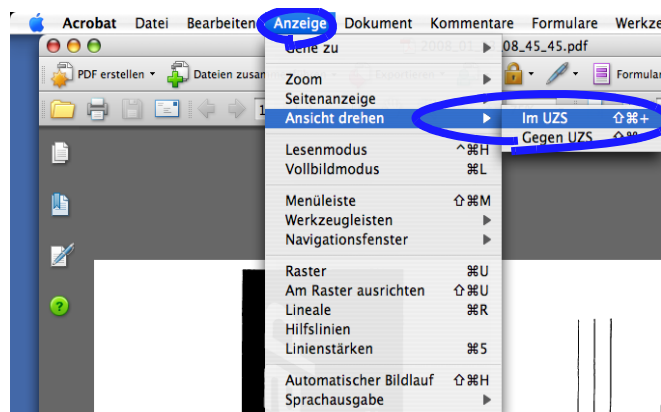 Acrobat Datei Bearbeiten Anzeige Dokument Kommentare Formulare Werkze
08_45_45.pdf
PDF erstellen Dateien zusam Formular
Gehe zu
Zoom
Seitenanzeige
Ansicht drehen
Im UZS ⇧⌘+
Gegen UZS ⇧⌘
Lesenmodus ^⌘H
Vollbildmodus ⌘L
Menüleiste ⇧⌘M
Werkzeugleisten
Navigationsfenster
Raster ⌘U
Am Raster ausrichten ⇧⌘U
Lineale ⌘R
Hilfslinien
Linienstärken ⌘5
Automatischer Bildlauf ⇧⌘H
Sprachausgabe